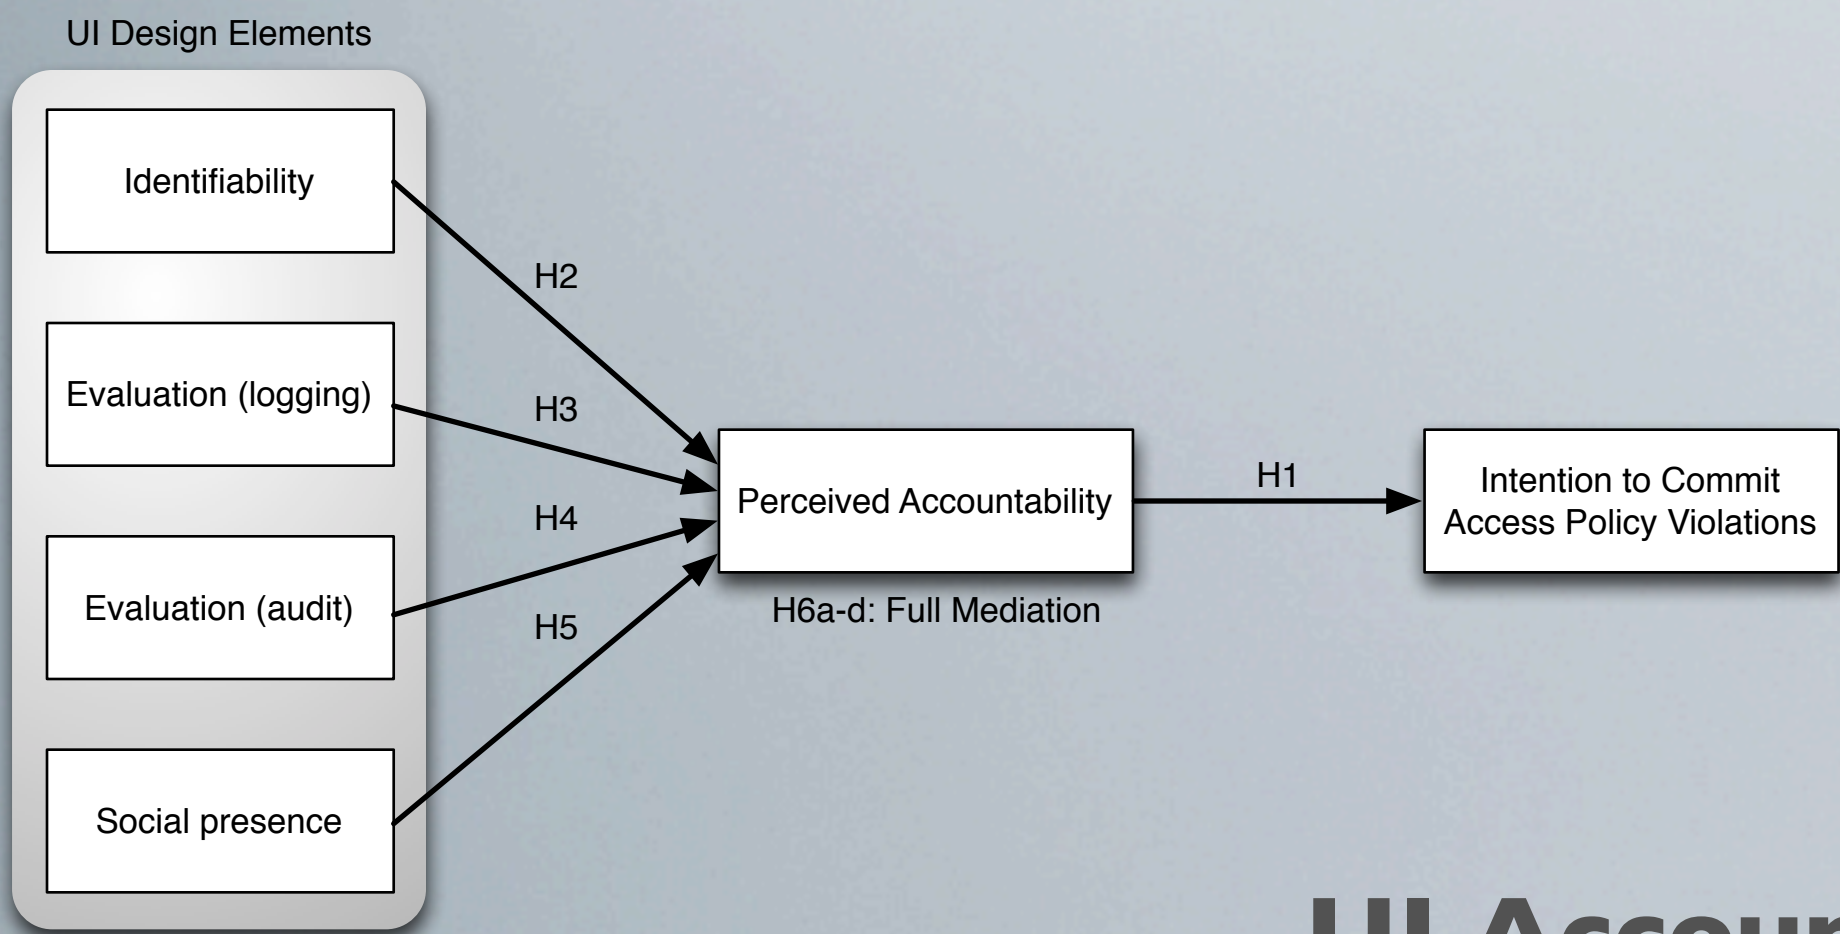 UI Design Elements
Identifiability
Evaluation (logging)
Evaluation (audit)
Social presence
H2
H3
H4
H5
Perceived Accountability
H6a-d: Full Mediation
H1
Intention to Commit
Access Policy Violations
UI